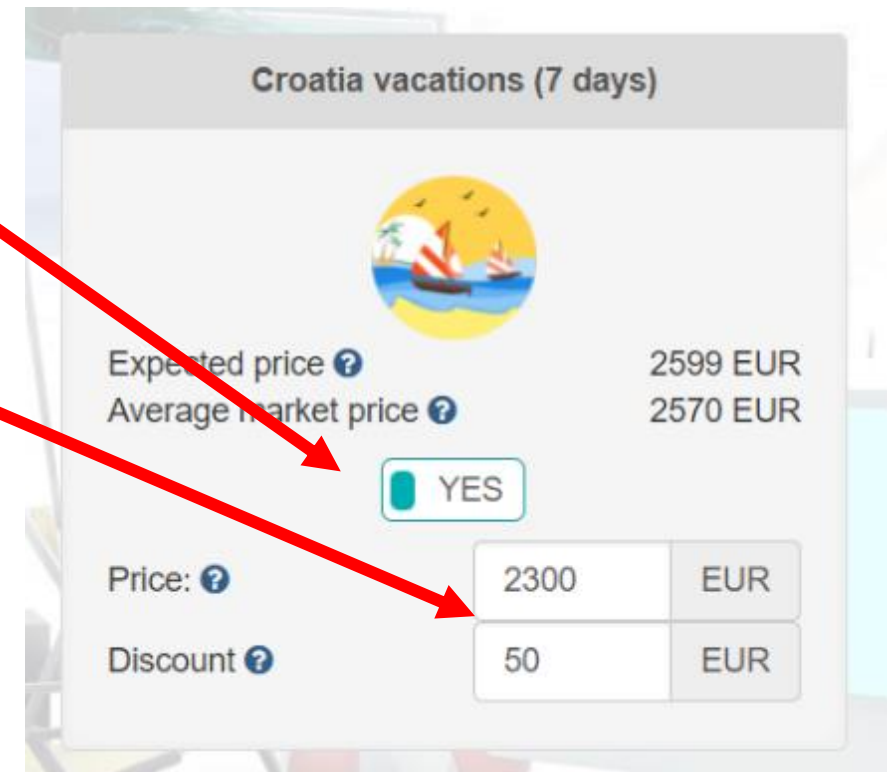 Croatia vacations (7 days)
Expected price ? 2599 EUR
Average market price ? 2570 EUR
YES
Price: ? 2300 EUR
Discount ? 50 EUR